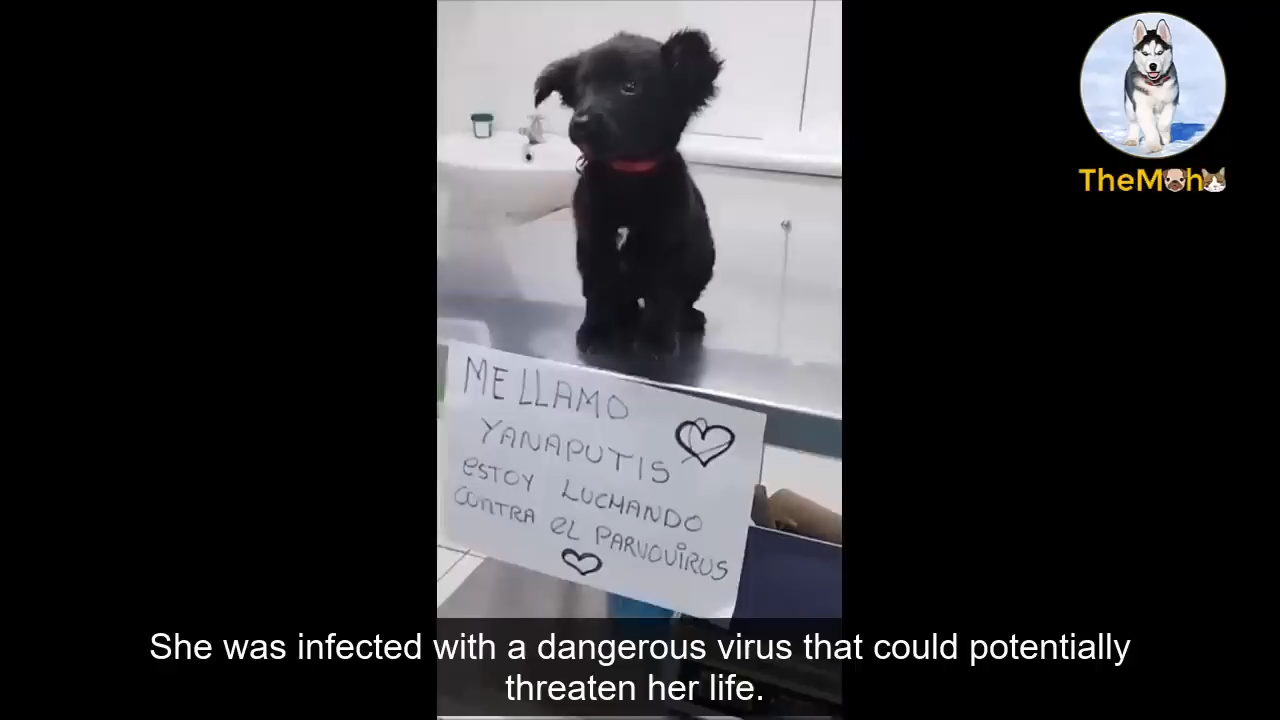 TheMoh
ME LLAMO
YANAPUTIS
ESTOY LUCHANDO
CONTRA EL PARVOVIRUS
She was infected with a dangerous virus that could potentially
threaten her life.